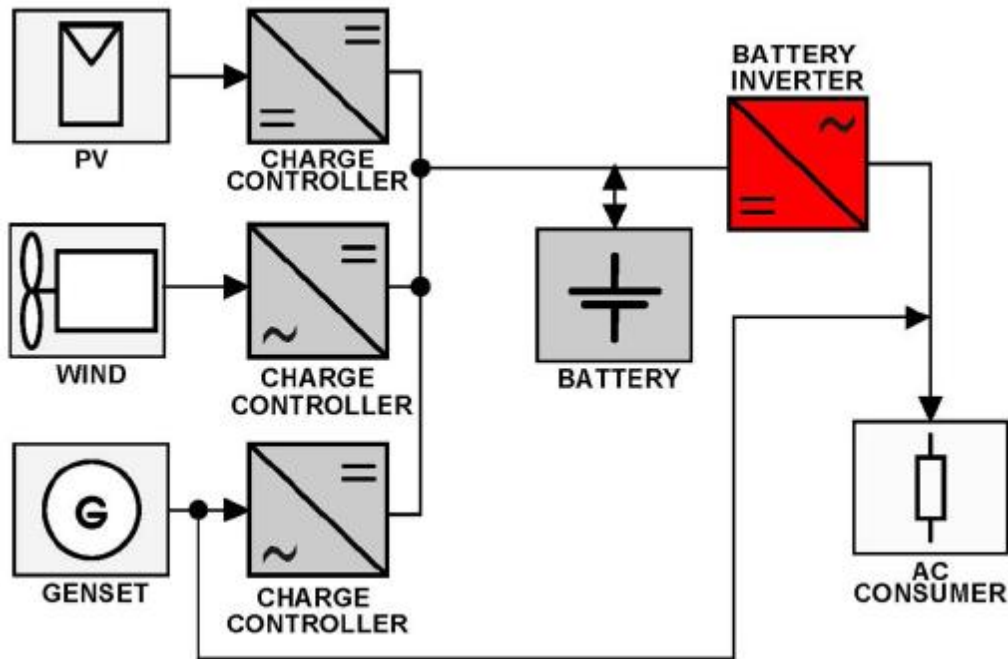 PV
CHARGE
CONTROLLER
BATTERY
INVERTER
WIND
CHARGE
CONTROLLER
BATTERY
G
GENSET
CHARGE
CONTROLLER
AC
CONSUMER